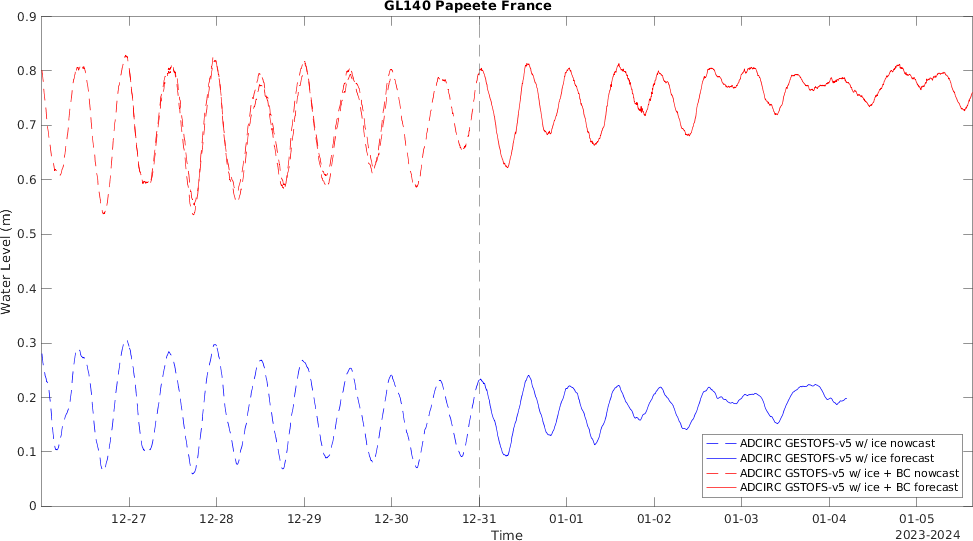 GL140 Papeete France
0.9
0.8
0.7
0.6
0.5
0.4
0.3
0.2
0.1
0
Water Level (m)
12-27 12-28 12-29 12-30 12-31 01-01 01-02 01-03 01-04 01-05
Time
2023-2024
ADCIRC GESTOFS-v5 w/ ice nowcast
ADCIRC GESTOFS-v5 w/ ice forecast
ADCIRC GSTOFS-v5 w/ ice + BC nowcast
ADCIRC GSTOFS-v5 w/ ice + BC forecast